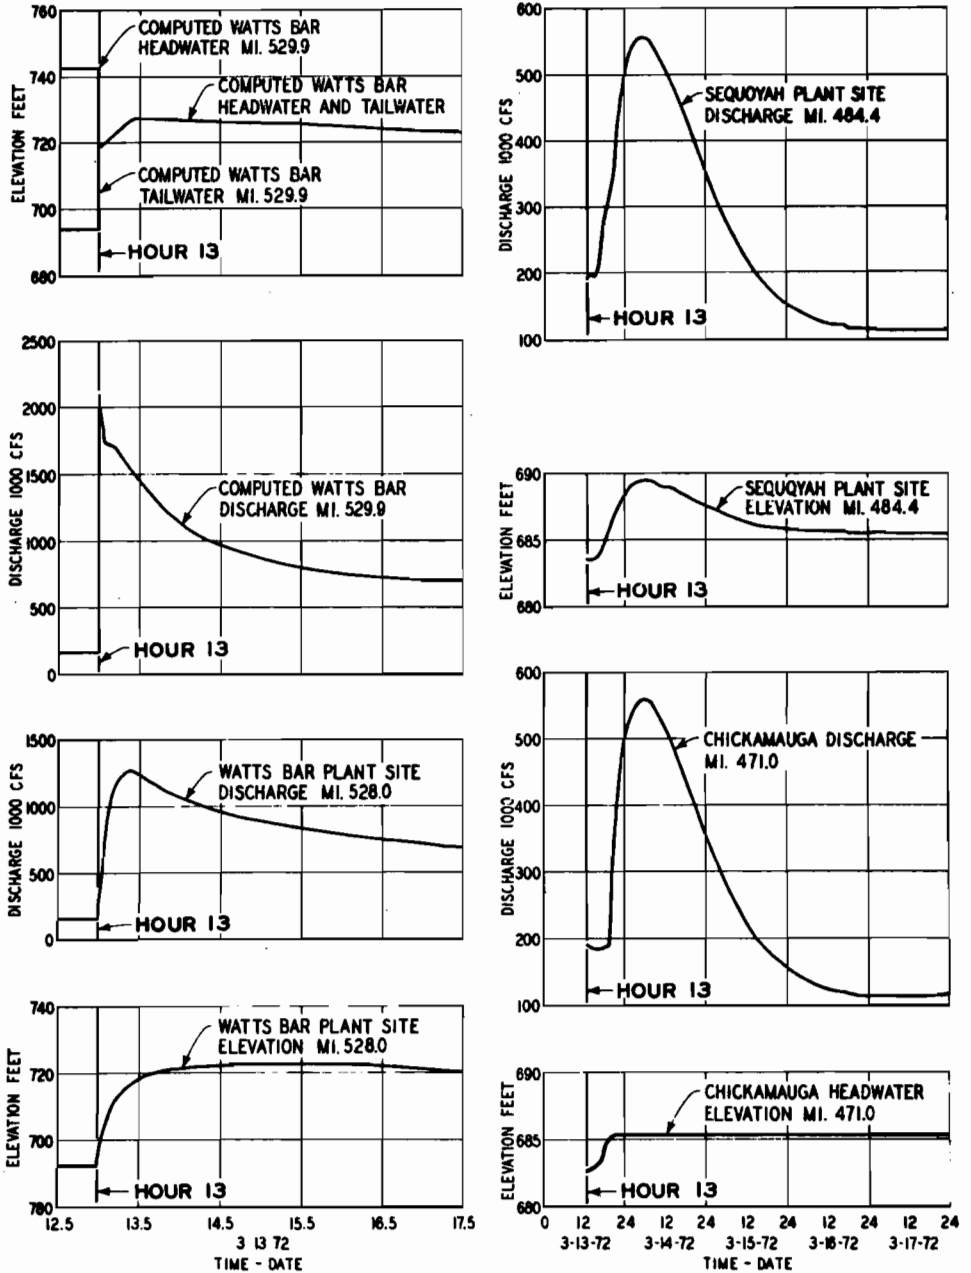 760
740
720
700
680
ELEVATION FEET
COMPUTED WATTS BAR
HEADWATER MI. 529.9
COMPUTED WATTS BAR
HEADWATER AND TAILWATER
COMPUTED WATTS BAR
TAILWATER MI. 529.9
HOUR 13
2500
2000
1500
1000
500
0
DISCHARGE 1000 CFS
COMPUTED WATTS BAR
DISCHARGE MI. 529.9
HOUR 13
1500
1000
500
0
DISCHARGE 1000 CFS
WATTS BAR PLANT SITE
DISCHARGE MI. 528.0
HOUR 13
740
720
700
780
ELEVATION FEET
WATTS BAR PLANT SITE
ELEVATION MI. 528.0
HOUR 13
12.5 13.5 14.5 15.5 16.5 17.5
3 13 72
TIME - DATE
600
500
400
300
200
100
DISCHARGE 1000 CFS
SEQUOYAH PLANT SITE
DISCHARGE MI. 484.4
HOUR 13
690
685
680
ELEVATION FEET
SEQUOYAH PLANT SITE
ELEVATION MI. 484.4
HOUR 13
600
500
400
300
200
100
DISCHARGE 1000 CFS
CHICKAMAUGA DISCHARGE
MI. 471.0
HOUR 13
690
685
680
ELEVATION FEET
CHICKAMAUGA HEADWATER
ELEVATION MI. 471.0
HOUR 13
0 12 24 12 24 12 24 12 24 12 24
3-13-72 3-14-72 3-15-72 3-16-72 3-17-72
TIME - DATE